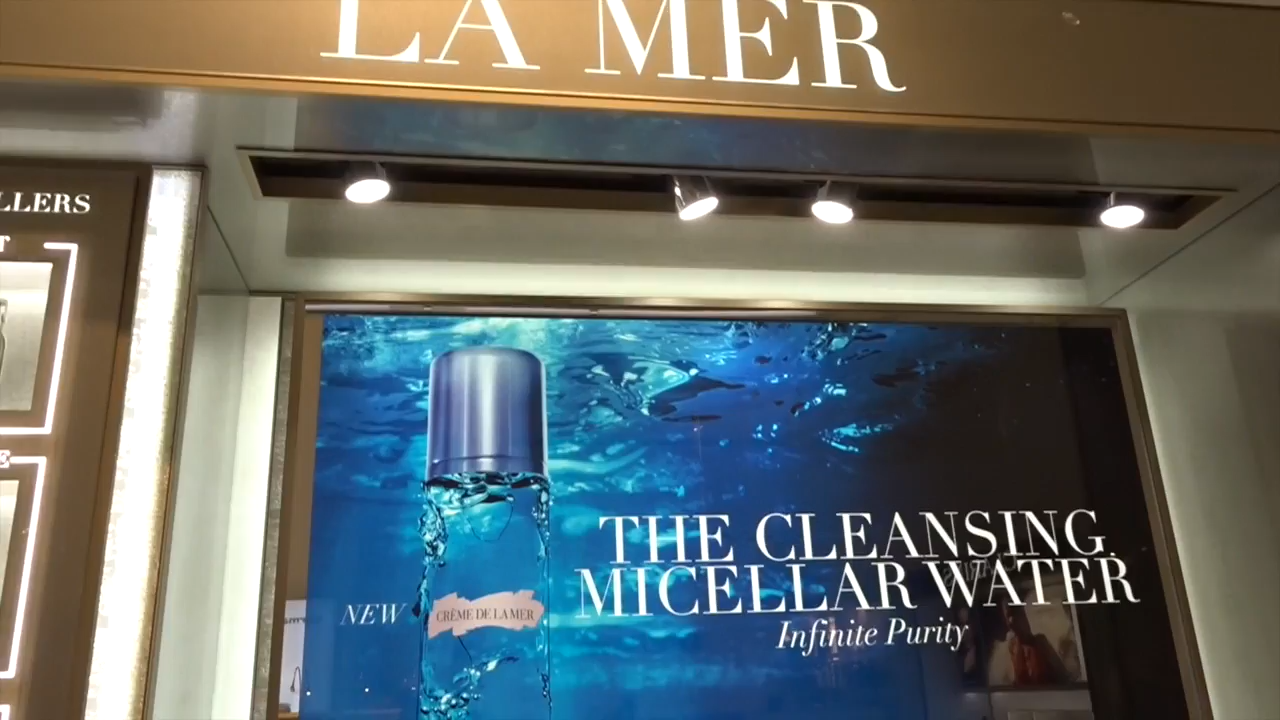 LA MER
LLERS
T
E
THE CLEANSING
MICELLAR WATER
Infinite Purity
NEW
CRÈME DE LA MER